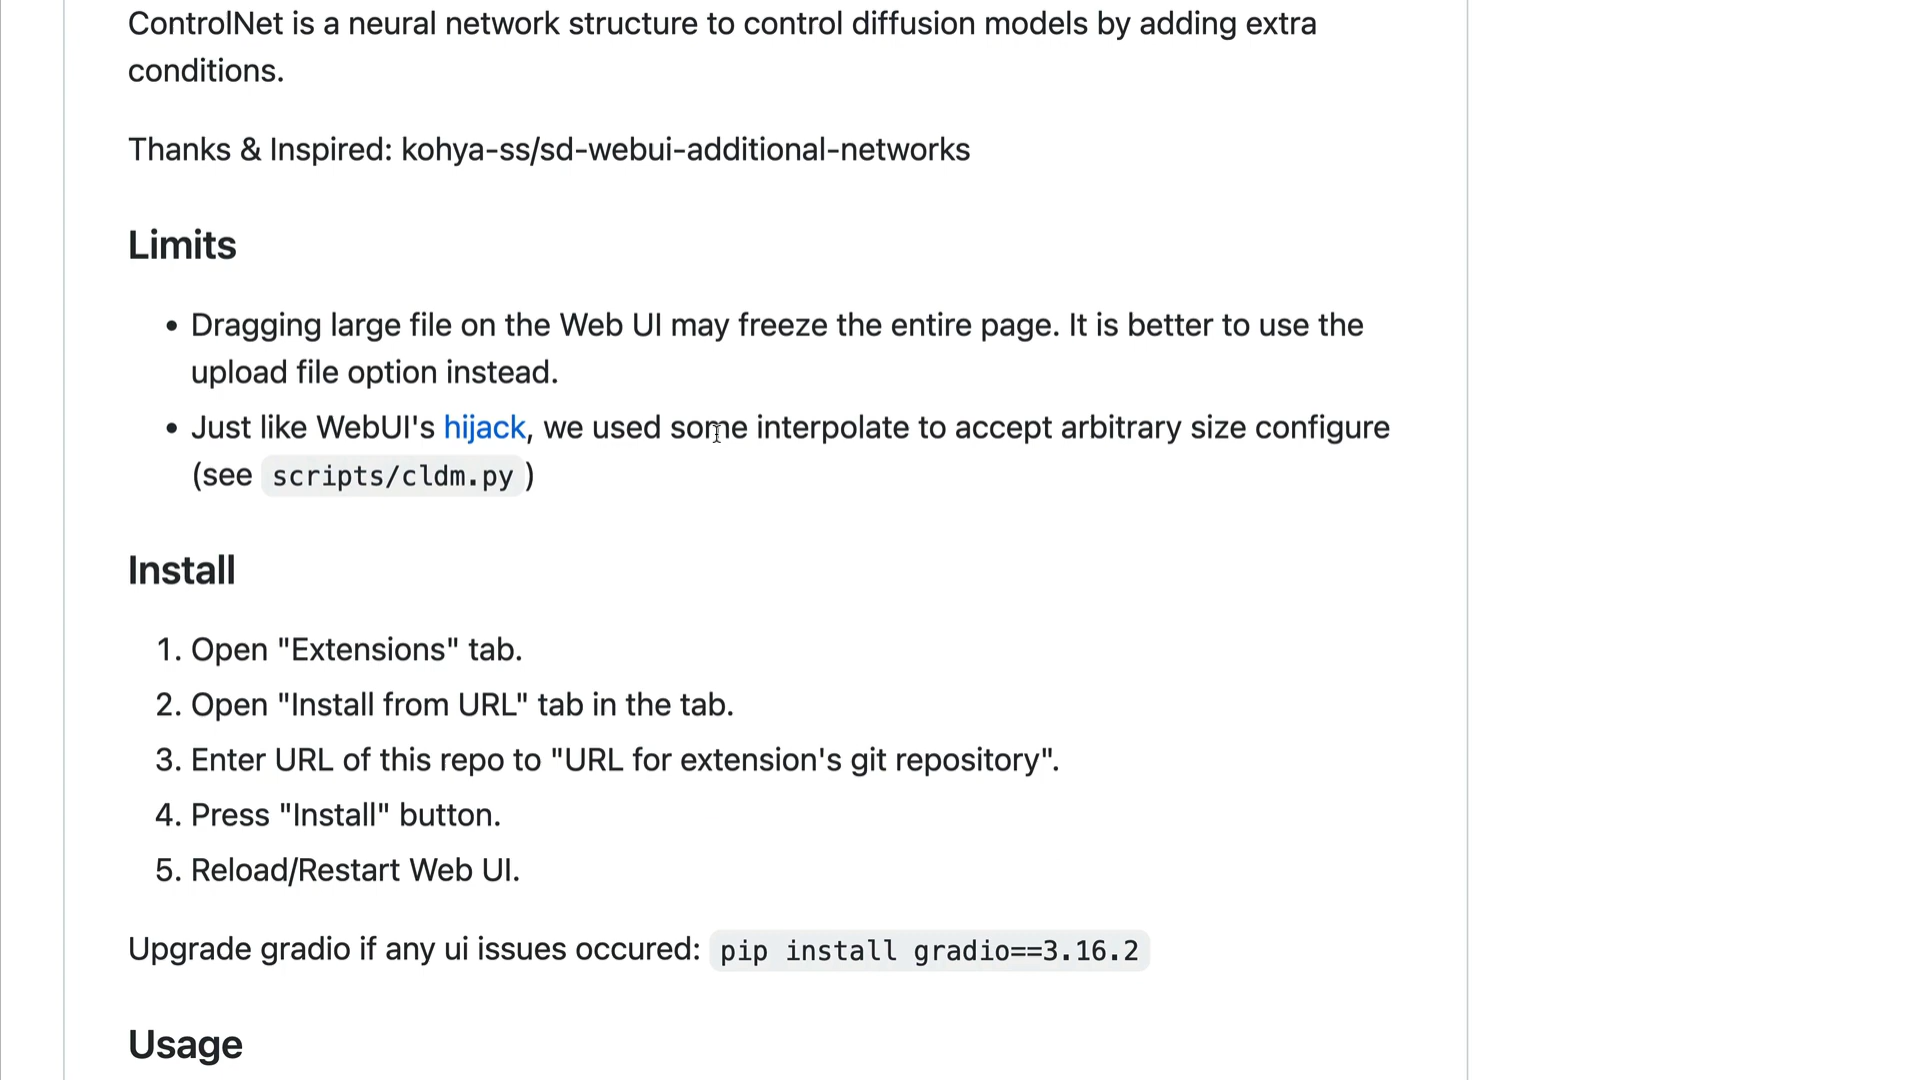 ControlNet is a neural network structure to control diffusion models by adding extra
conditions.
Thanks & Inspired: kohya-ss/sd-webui-additional-networks
Limits
• Dragging large file on the Web UI may freeze the entire page. It is better to use the
upload file option instead.
• Just like WebUI's hijack, we used some interpolate to accept arbitrary size configure
(see scripts/cldm.py )
Install
1. Open "Extensions" tab.
2. Open "Install from URL" tab in the tab.
3. Enter URL of this repo to "URL for extension's git repository".
4. Press "Install" button.
5. Reload/Restart Web UI.
Upgrade gradio if any ui issues occured: pip install gradio==3.16.2
Usage